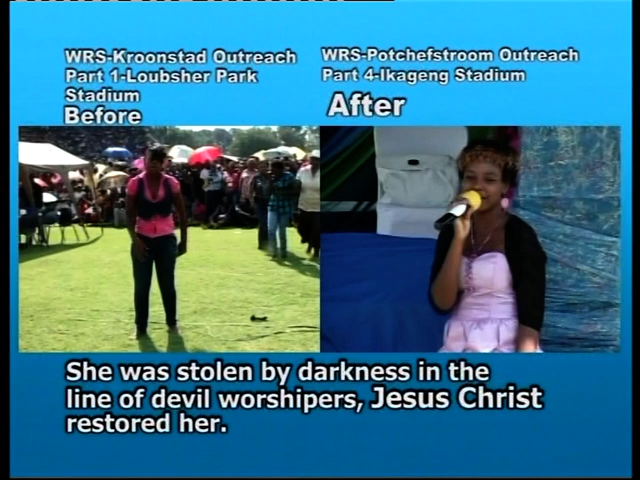 WRS-Kroonstad Outreach
Part 1-Loubsher Park
Stadium
Before
WRS-Potchefstroom Outreach
Part 4-Ikageng Stadium
After
She was stolen by darkness in the
line of devil worshipers, Jesus Christ
restored her.